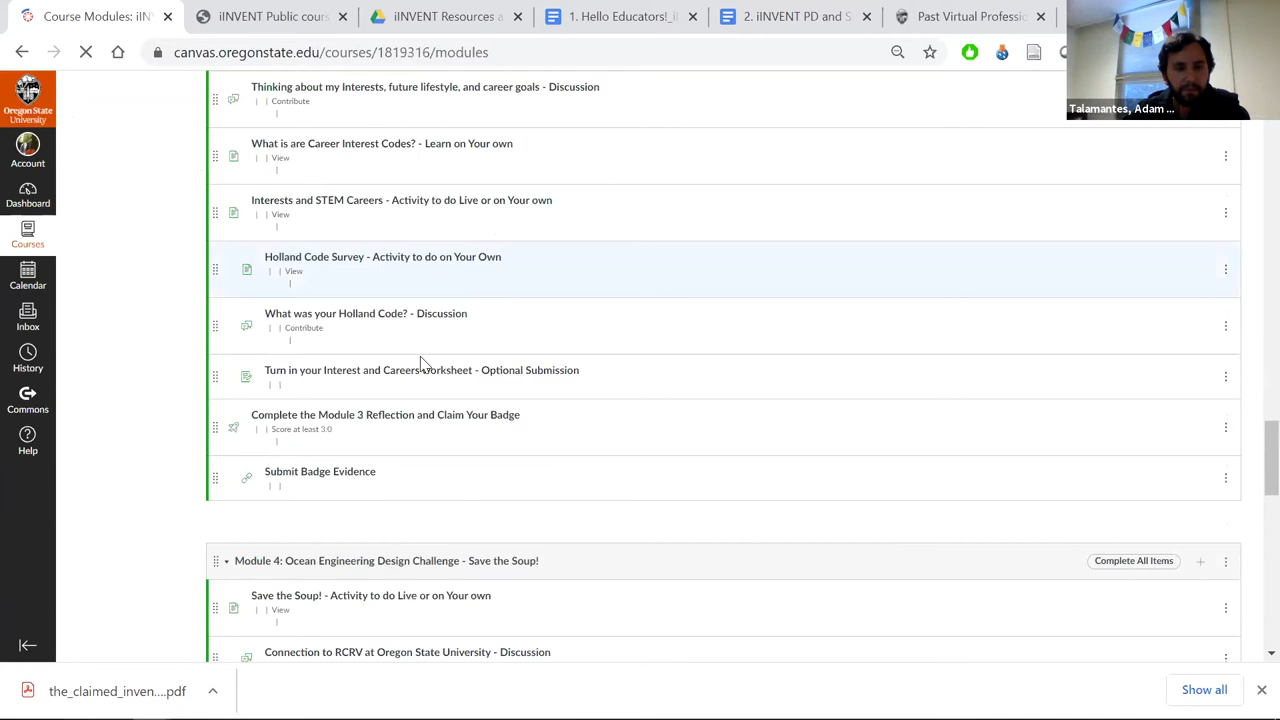 Course Modules: iIN
iINVENT Public cour
iINVENT Resources a
1. Hello Educators!_i
2. iINVENT PD and S
Past Virtual Professio
canvas.oregonstate.edu/courses/1819316/modules
Talamantes, Adam ...
Oregon State
University
Account
Dashboard
Courses
Calendar
Inbox
History
Commons
Help
Thinking about my Interests, future lifestyle, and career goals - Discussion
| | Contribute
|
What is are Career Interest Codes? - Learn on Your own
| | View
|
Interests and STEM Careers - Activity to do Live or on Your own
| | View
|
Holland Code Survey - Activity to do on Your Own
| | View
|
What was your Holland Code? - Discussion
| | Contribute
|
Turn in your Interest and Careers Worksheet - Optional Submission
| |
Complete the Module 3 Reflection and Claim Your Badge
| | Score at least 3.0
|
Submit Badge Evidence
| |
Module 4: Ocean Engineering Design Challenge - Save the Soup!
Complete All Items
Save the Soup! - Activity to do Live or on Your own
| | View
|
Connection to RCRV at Oregon State University - Discussion
the_claimed_inven....pdf
Show all